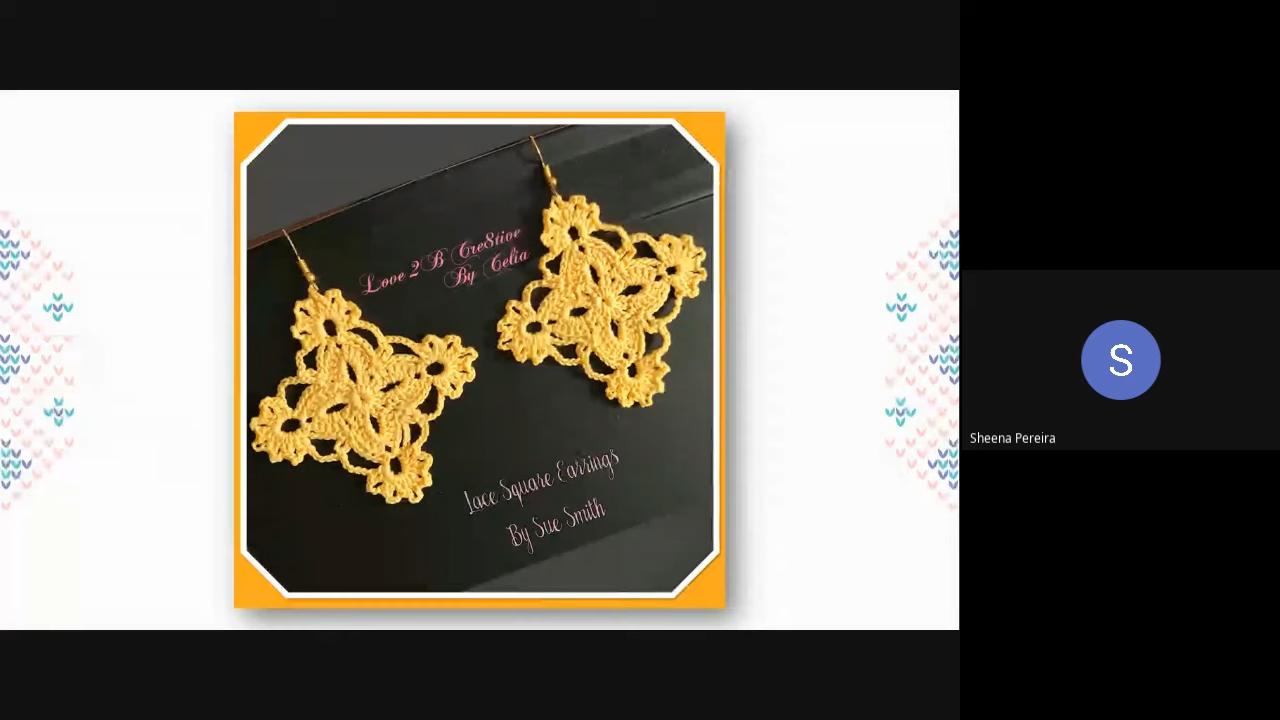 Love 2 B Cre8tive
By Celia
Lace Square Earrings
By Sue Smith
S
Sheena Pereira